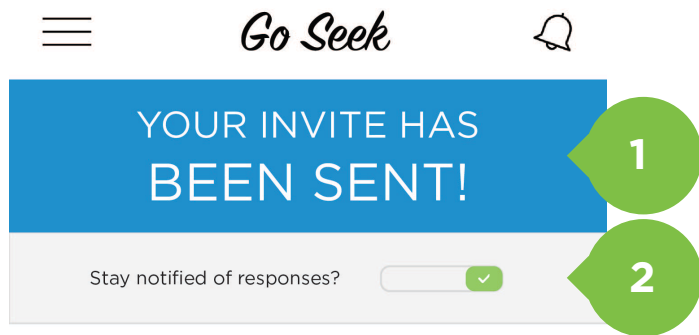 Go Seek
YOUR INVITE HAS
BEEN SENT!
1
Stay notified of responses?
2